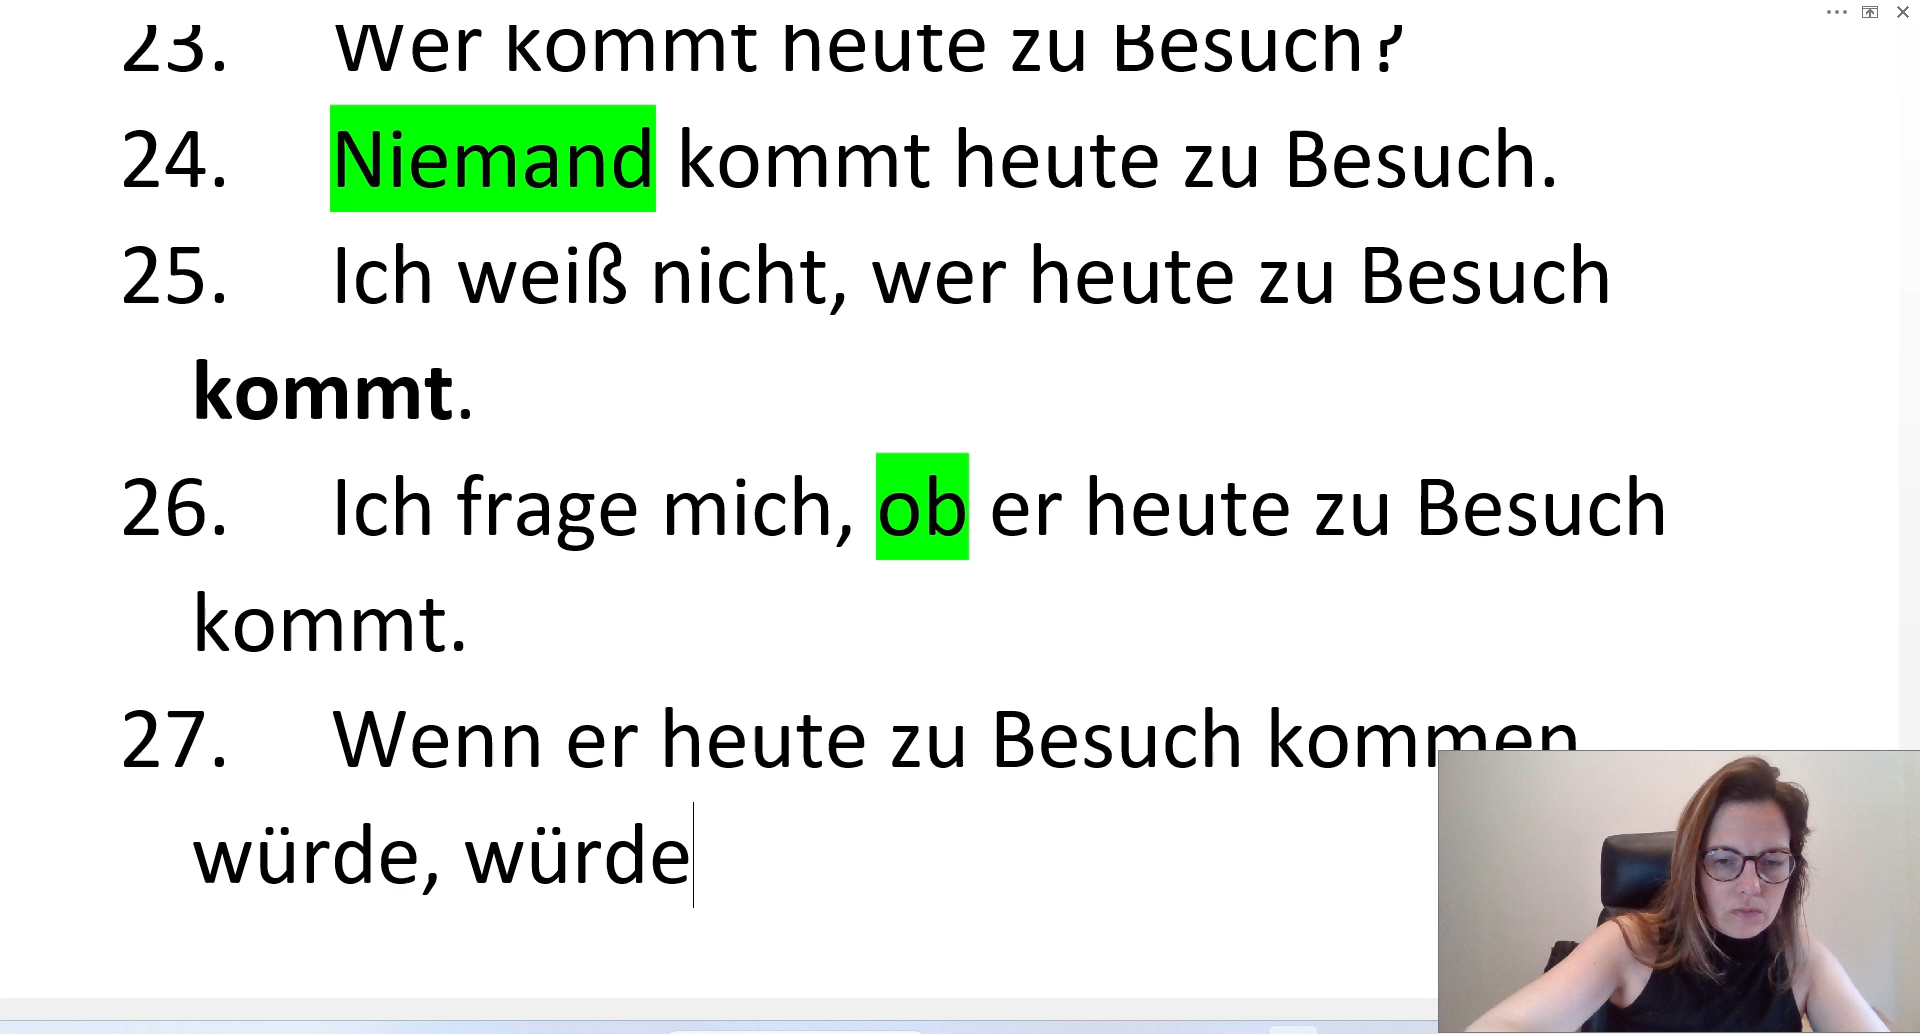 23. Wer kommt heute zu Besuch?
24. Niemand kommt heute zu Besuch.
25. Ich weiß nicht, wer heute zu Besuch
kommt.
26. Ich frage mich, ob er heute zu Besuch
kommt.
27. Wenn er heute zu Besuch kommen
würde, würde